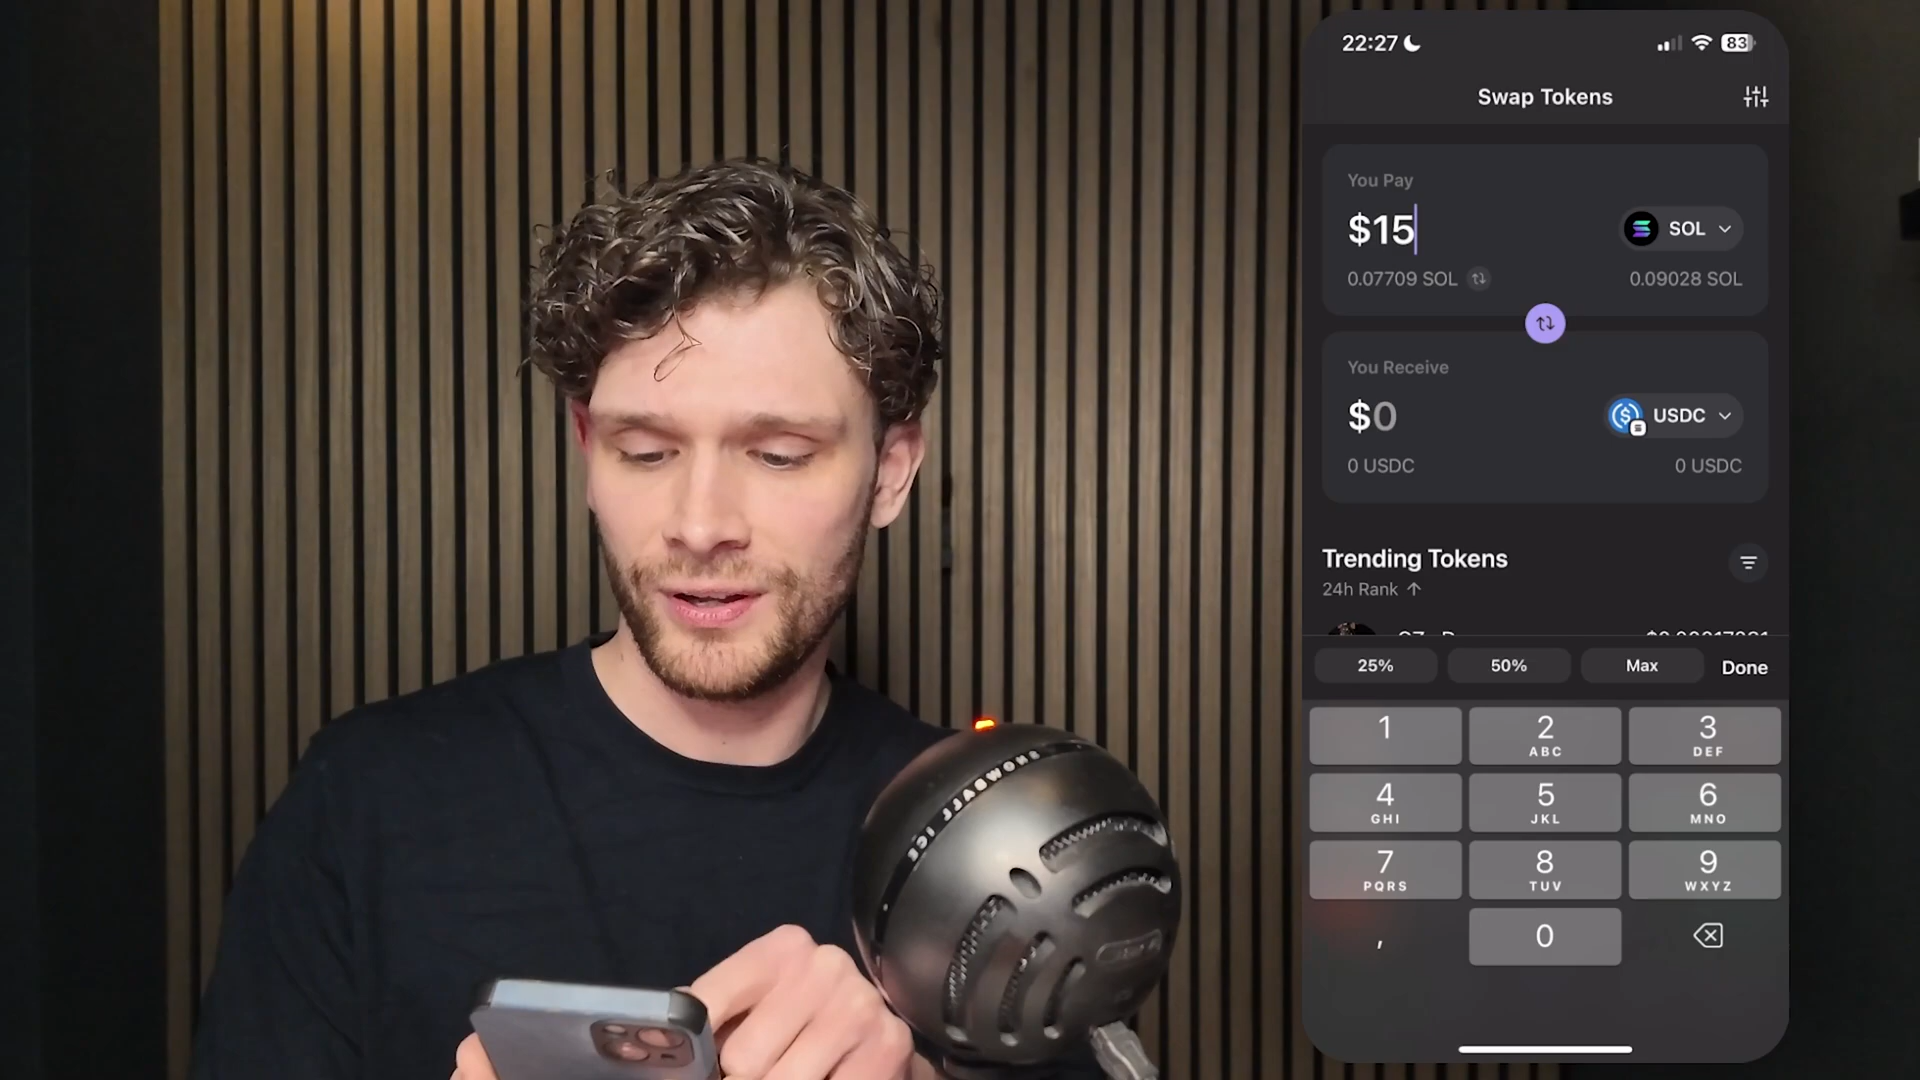 22:27
83
Swap Tokens
You Pay
$15
SOL
0.07709 SOL
0.09028 SOL
You Receive
$0
USDC
0 USDC
0 USDC
Trending Tokens
24h Rank ↑
25%
50%
Max
Done
1
2
ABC
3
DEF
4
GHI
5
JKL
6
MNO
7
PQRS
8
TUV
9
WXYZ
,
0
SNOWBALL ICE